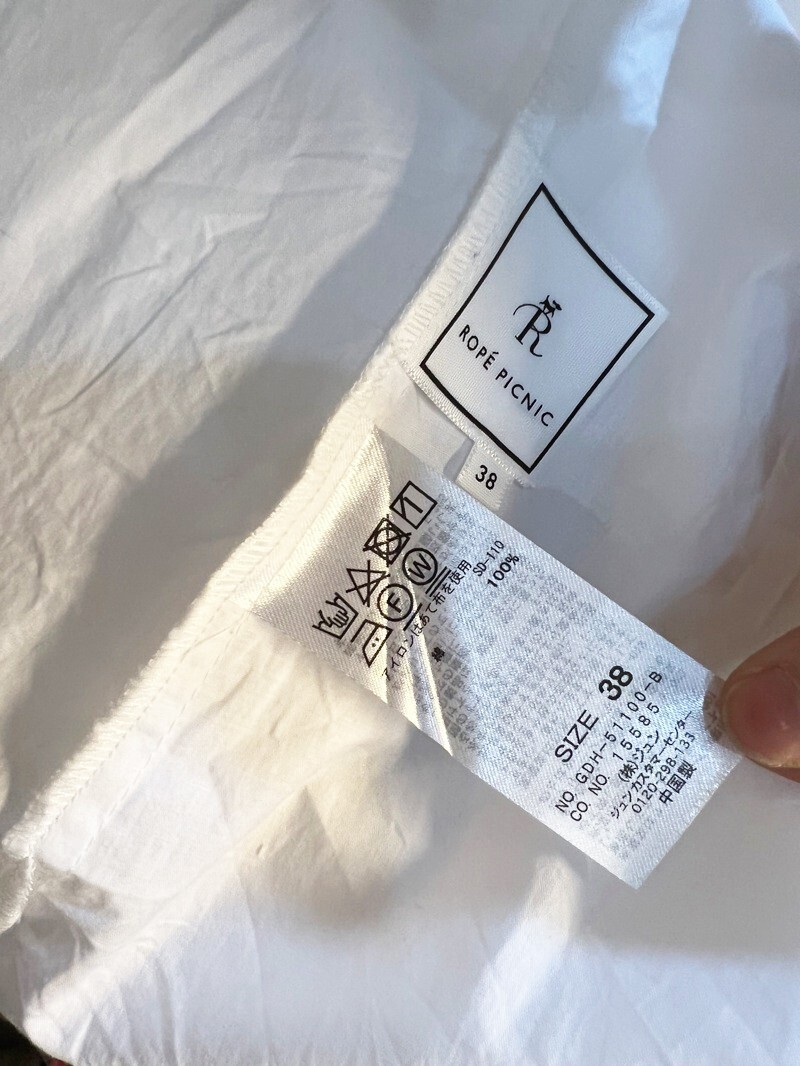 R
ROPÉ PICNIC
38
F
W
アイロンはあて布を使用
SD-110
綿
100%
SIZE 38
NO. GDH-51100-B
CO. NO. 15585
(株)ジュン
ジュンカスタマーセンター
0120-298-133
中国製